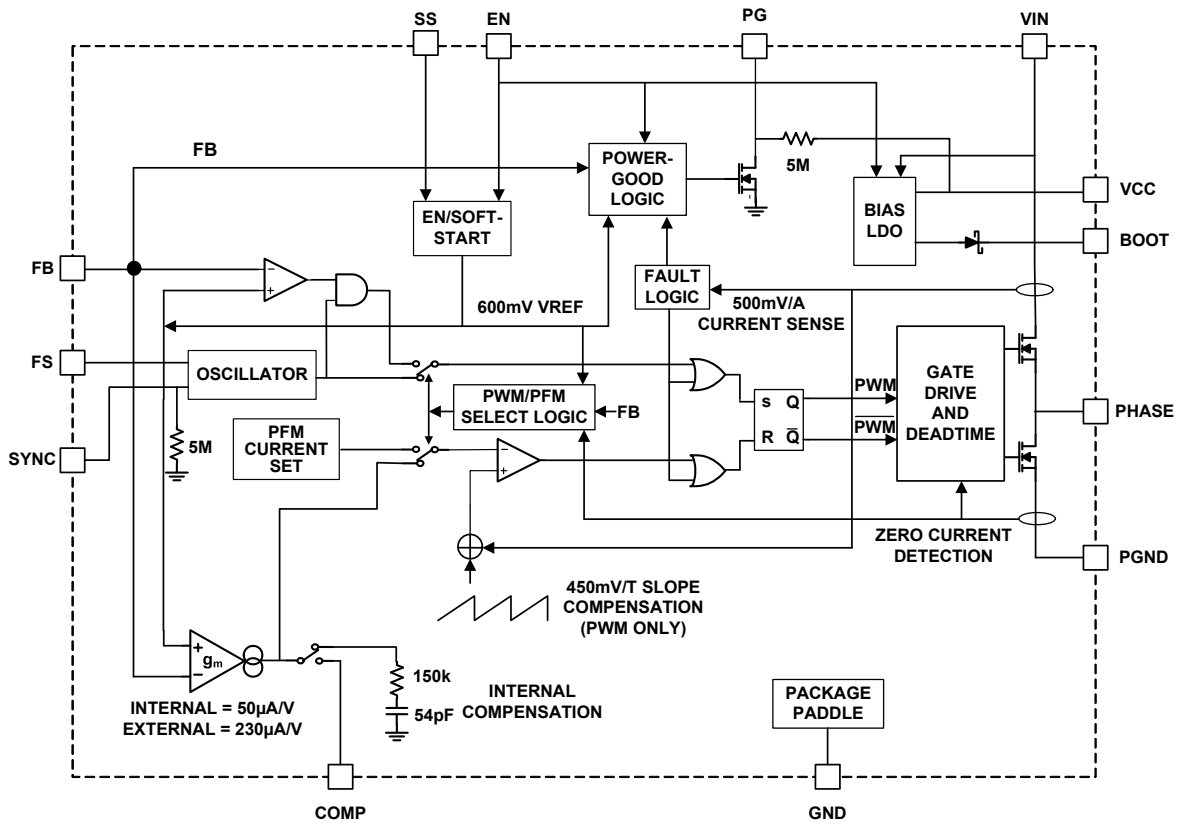 SS
EN
PG
VIN
FB
POWER-
GOOD
LOGIC
5M
BIAS
LDO
VCC
BOOT
EN/SOFT-
START
FB
−
+
FAULT
LOGIC
600mV VREF
500mV/A
CURRENT SENSE
FS
OSCILLATOR
5M
SYNC
PWM/PFM
SELECT LOGIC
FB
PFM
CURRENT
SET
−
+
S Q
R Q
PWM
PWM
GATE
DRIVE
AND
DEADTIME
PHASE
ZERO CURRENT
DETECTION
PGND
450mV/T SLOPE
COMPENSATION
(PWM ONLY)
+
gm
−
150k
54pF
INTERNAL
COMPENSATION
INTERNAL = 50µA/V
EXTERNAL = 230µA/V
PACKAGE
PADDLE
COMP
GND